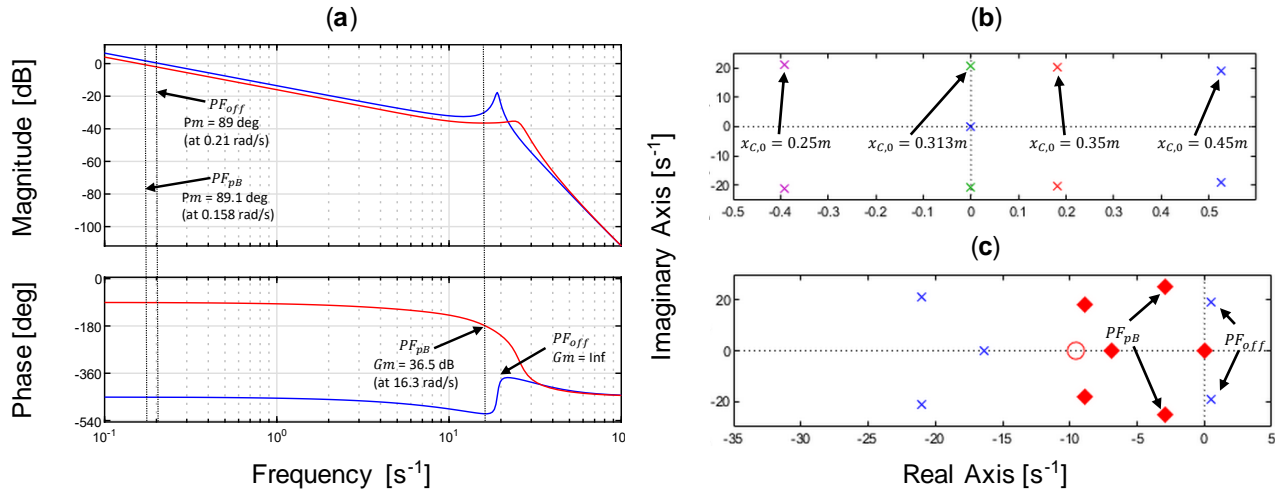 (a)
Magnitude [dB]
0
-20
-40
-60
-80
-100
PF_off
Pm = 89 deg
(at 0.21 rad/s)
PF_pB
Pm = 89.1 deg
(at 0.158 rad/s)
Phase [deg]
0
-180
-360
-540
PF_pB
Gm = 36.5 dB
(at 16.3 rad/s)
PF_off
Gm = Inf
10^-1
10^0
10^1
10
Frequency [s^-1]
(b)
Imaginary Axis [s^-1]
20
10
0
-10
-20
x_C,0 = 0.25m
x_C,0 = 0.313m
x_C,0 = 0.35m
x_C,0 = 0.45m
-0.5 -0.4 -0.3 -0.2 -0.1 0 0.1 0.2 0.3 0.4 0.5
(c)
20
0
-20
PF_pB
PF_off
-35 -30 -25 -20 -15 -10 -5 0 5
Real Axis [s^-1]